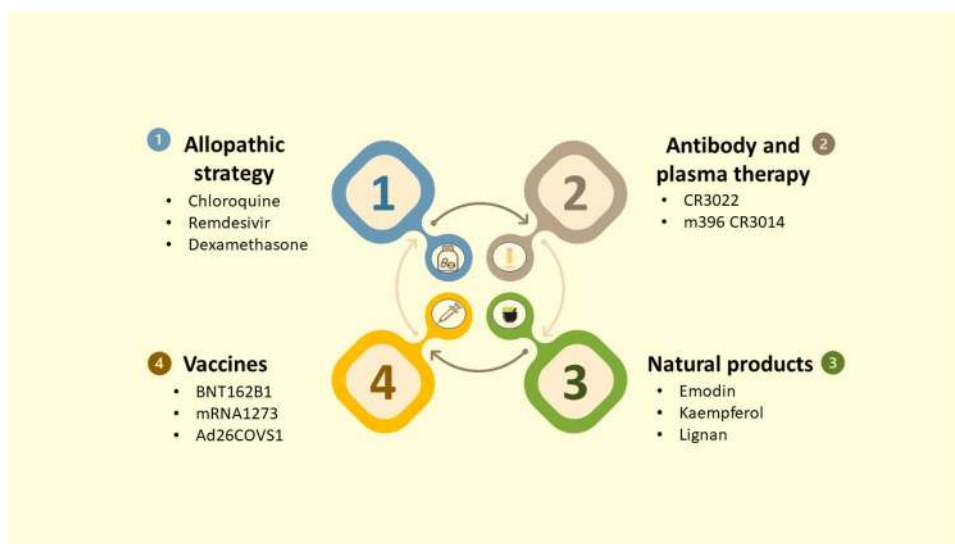 1 Allopathic
strategy
• Chloroquine
• Remdesivir
• Dexamethasone
1
2
Antibody and 2
plasma therapy
• CR3022
• m396 CR3014
4 Vaccines
• BNT162B1
• mRNA1273
• Ad26COVS1
4
3
Natural products 3
• Emodin
• Kaempferol
• Lignan